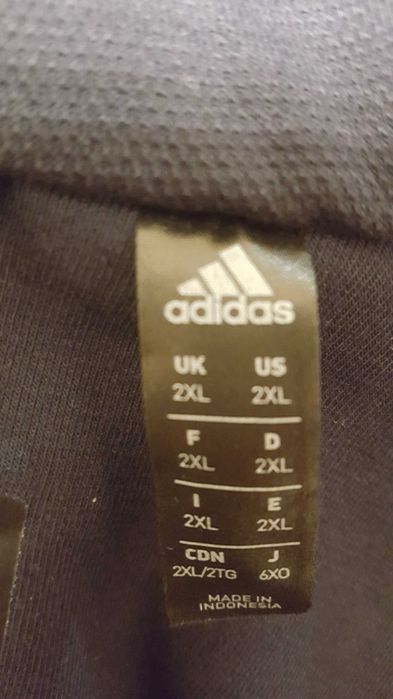 adidas
UK US
2XL 2XL
F D
2XL 2XL
I E
2XL 2XL
CDN J
2XL/2TG 6XO
MADE IN
INDONESIA